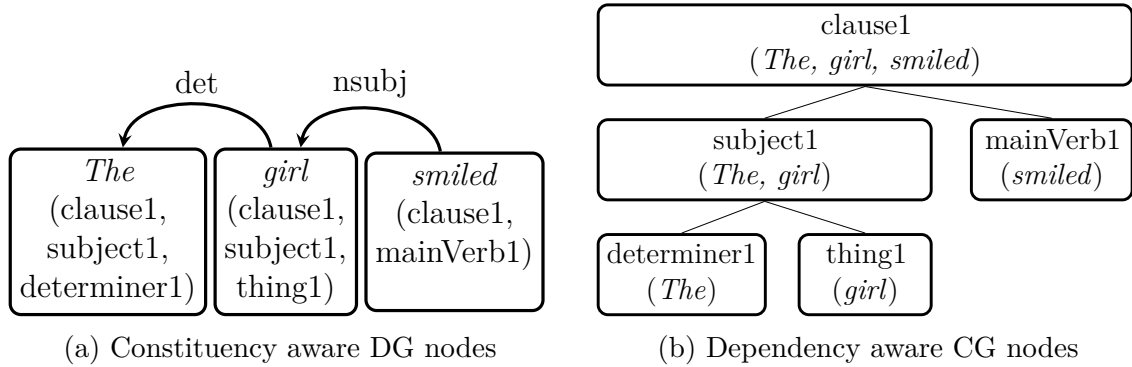 det
nsubj
The
(clause1,
subject1,
determiner1)
girl
(clause1,
subject1,
thing1)
smiled
(clause1,
mainVerb1)
(a) Constituency aware DG nodes
clause1
(The, girl, smiled)
subject1
(The, girl)
mainVerb1
(smiled)
determiner1
(The)
thing1
(girl)
(b) Dependency aware CG nodes